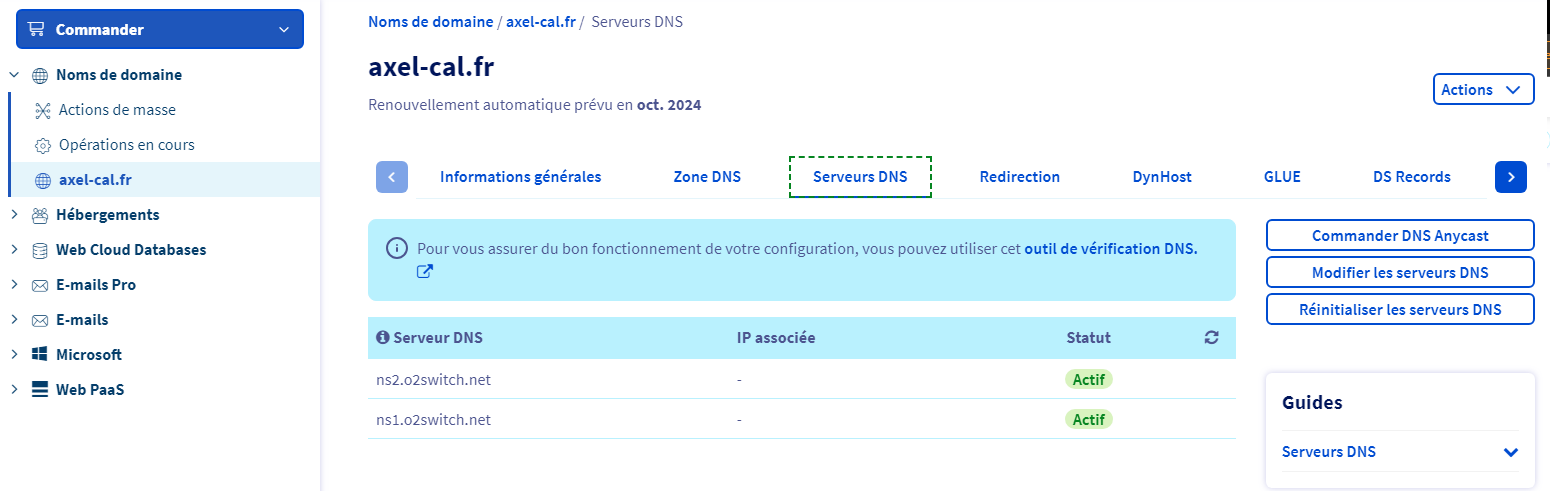 Commander
Noms de domaine
Actions de masse
Opérations en cours
axel-cal.fr
Hébergements
Web Cloud Databases
E-mails Pro
E-mails
Microsoft
Web PaaS
Noms de domaine / axel-cal.fr / Serveurs DNS
axel-cal.fr
Renouvellement automatique prévu en oct. 2024
Actions
Informations générales Zone DNS Serveurs DNS Redirection DynHost GLUE DS Records
Pour vous assurer du bon fonctionnement de votre configuration, vous pouvez utiliser cet outil de vérification DNS.
Serveur DNS IP associée Statut
ns2.o2switch.net - Actif
ns1.o2switch.net - Actif
Commander DNS Anycast
Modifier les serveurs DNS
Réinitialiser les serveurs DNS
Guides
Serveurs DNS